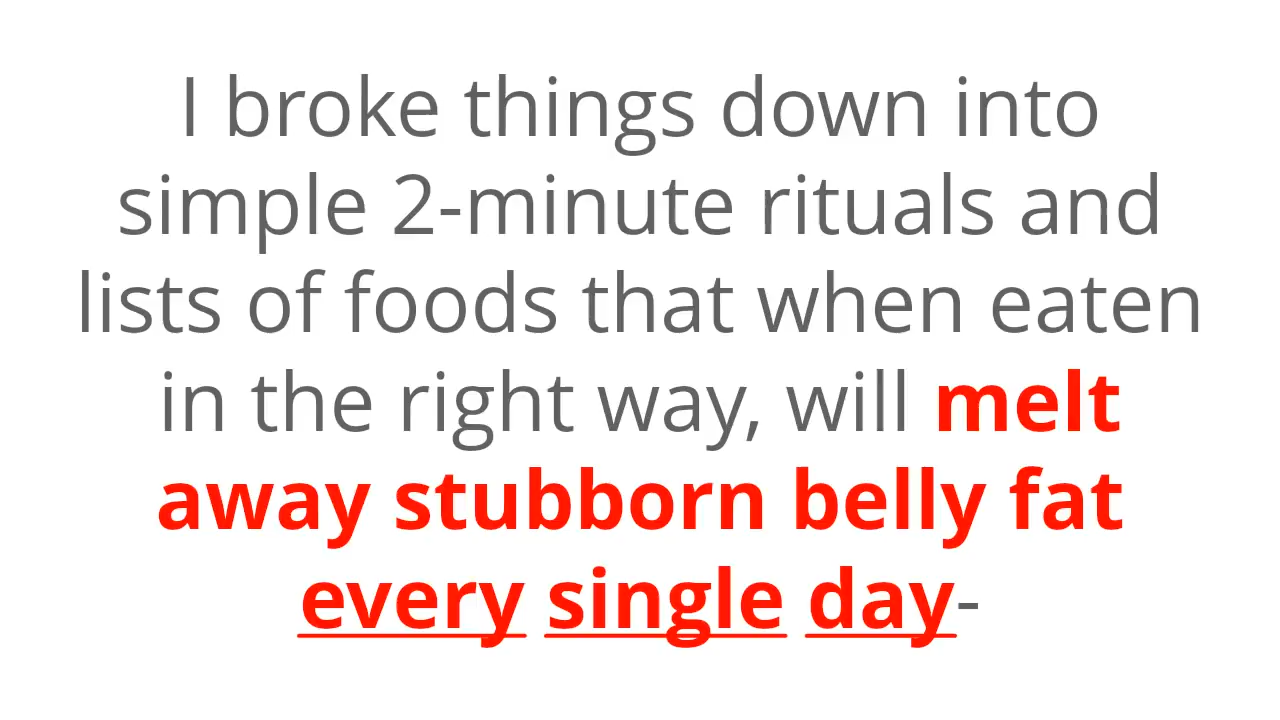 I broke things down into
simple 2-minute rituals and
lists of foods that when eaten
in the right way, will melt
away stubborn belly fat
every single day-